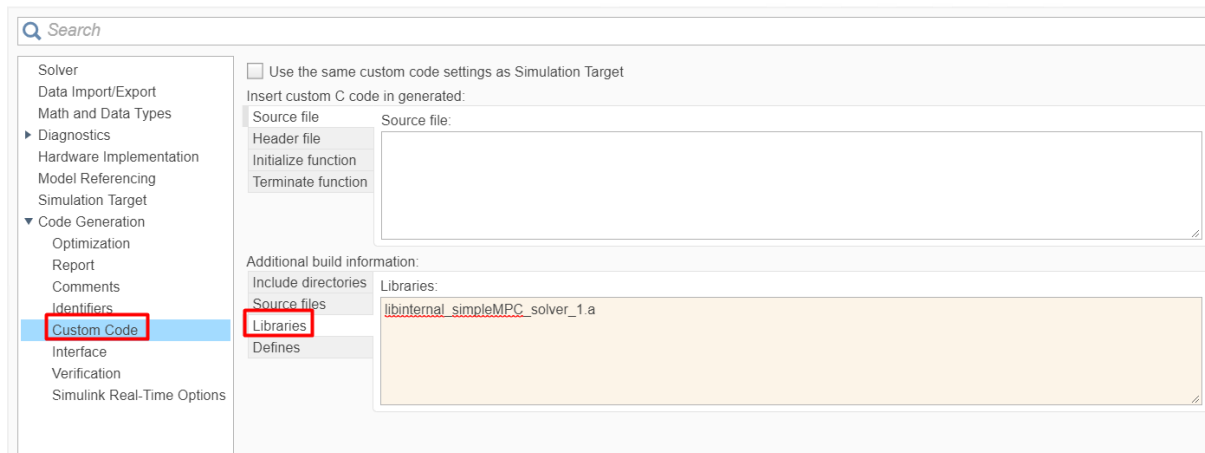 Search
Solver
Data Import/Export
Math and Data Types
Diagnostics
Hardware Implementation
Model Referencing
Simulation Target
Code Generation
Optimization
Report
Comments
Identifiers
Custom Code
Interface
Verification
Simulink Real-Time Options
Use the same custom code settings as Simulation Target
Insert custom C code in generated:
Source file
Header file
Initialize function
Terminate function
Source file:
Additional build information:
Include directories
Source files
Libraries
Defines
Libraries:
libinternal_simpleMPC_solver_1.a